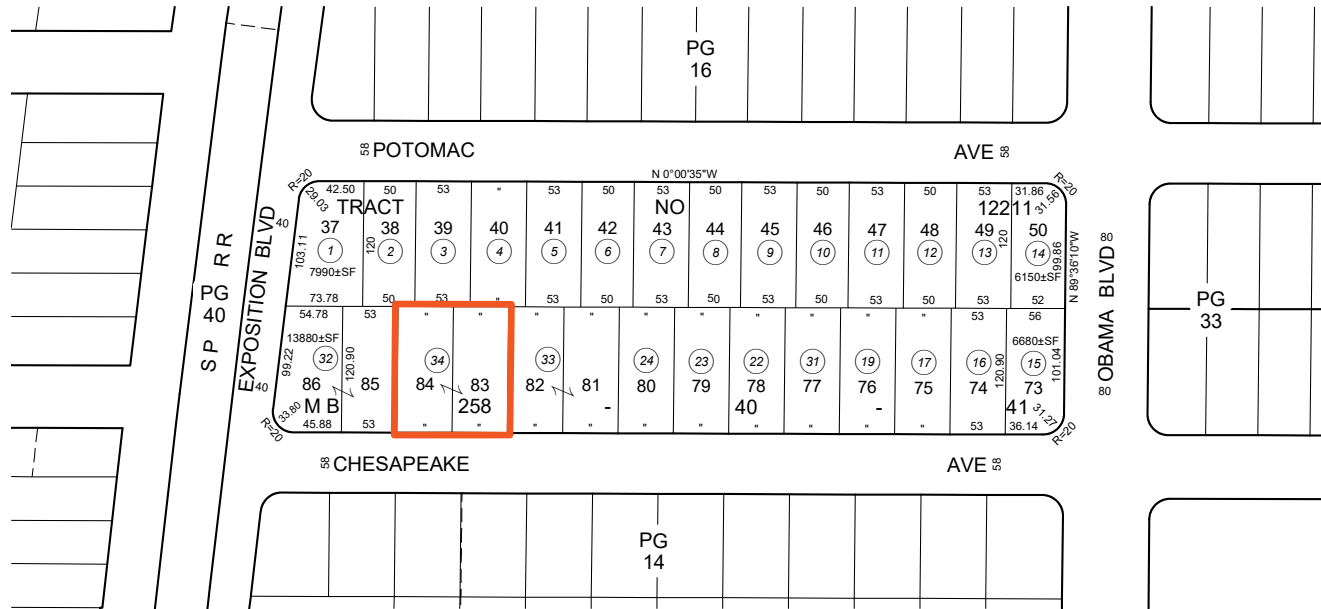 PG
16
58 POTOMAC AVE 58
N 0°00'35"W
R=20 R=20
42.50 50 53 " 53 50 53 50 53 50 53 50 53 31.86
29.03 31.56
TRACT NO 12211
40
37 38 39 40 41 42 43 44 45 46 47 48 49 50
103.11 1 120 2 3 4 5 6 7 8 9 10 11 12 13 120 14 99.86
7990±SF 6150±SF
N 89°36'10"W
73.78 50 53 " 53 50 53 50 53 50 53 50 53 52
54.78 53 " " " " " " " " " " 53 56
13880±SF 6680±SF
99.22 32 120.90 34 33 24 23 22 31 19 17 16 120.90 15 101.04
86 85 84 83 82 81 80 79 78 77 76 75 74 73
M B 258 - 40 - 41
33.80 31.27
45.88 53 " " " " " " " " " " 53 36.14
R=20 R=20
40
EXPOSITION BLVD
SP RR
PG
40
80
OBAMA BLVD
80
PG
33
58 CHESAPEAKE AVE 58
PG
14